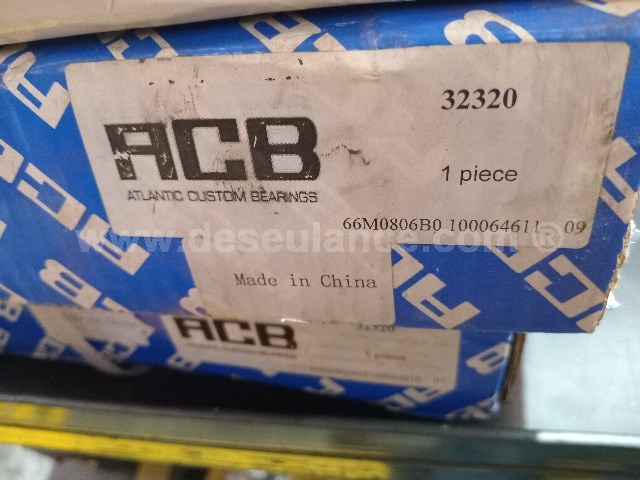 ACB
ATLANTIC CUSTOM BEARINGS
32320
1 piece
66M0806B0 100064611 09
www.deseulance.com ®
Made in China
ACB
32320
1 piece